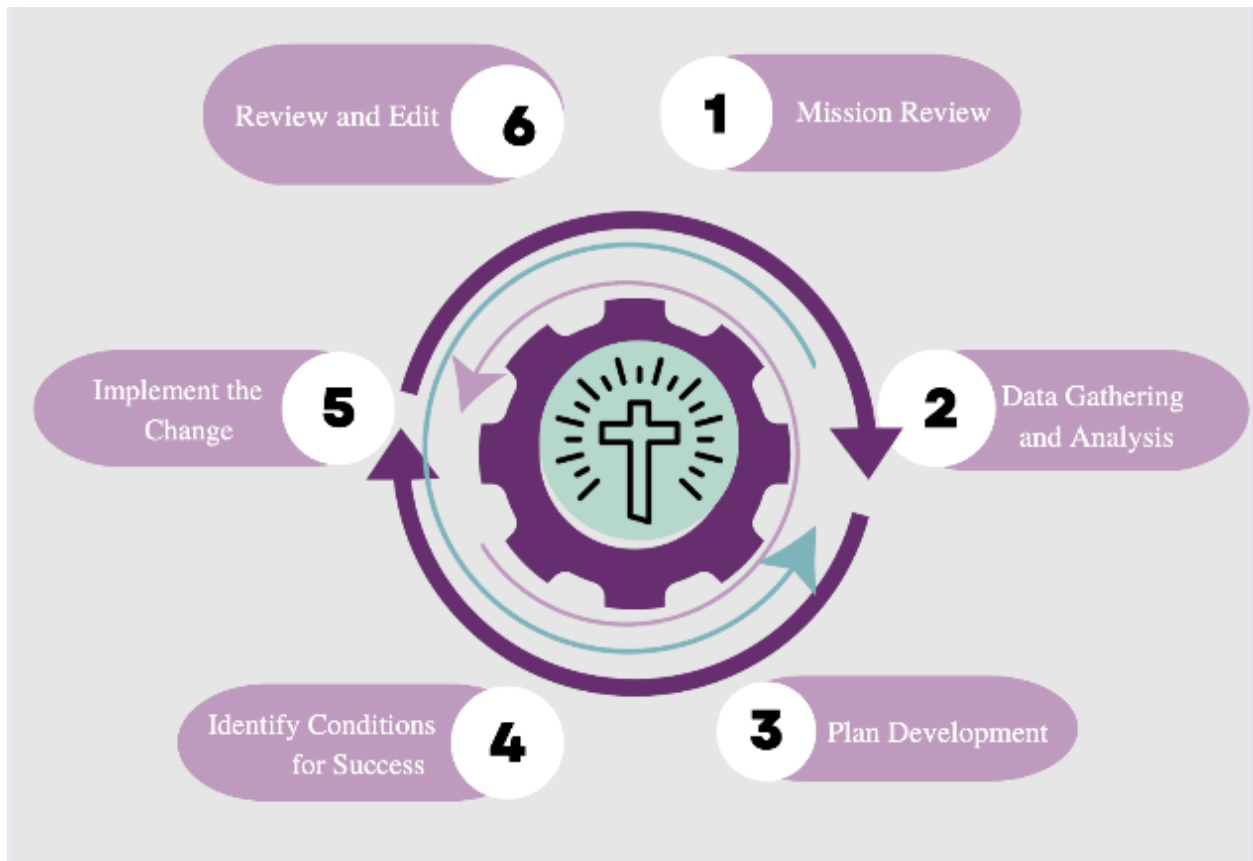 1
Mission Review
2
Data Gathering
and Analysis
3
Plan Development
4
Identify Conditions
for Success
5
Implement the
Change
6
Review and Edit